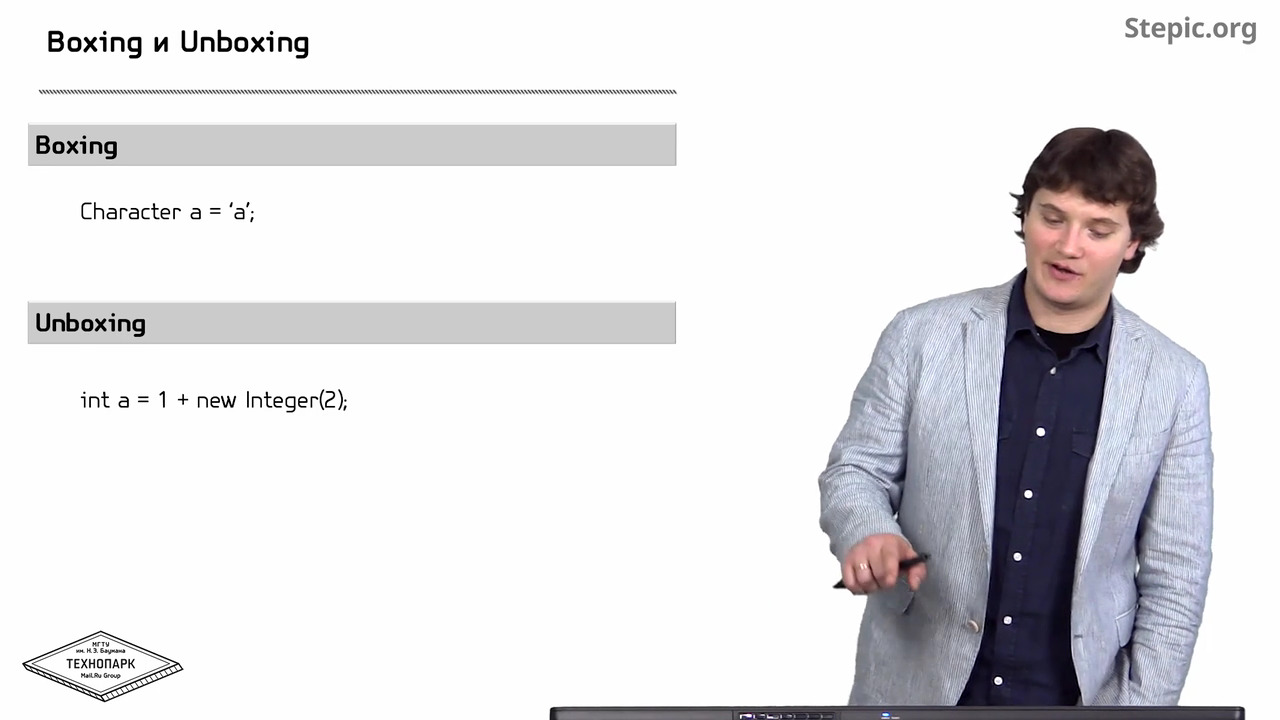 Boxing и Unboxing
Stepic.org
Boxing
Character a = ‘a’;
Unboxing
int a = 1 + new Integer(2);
МГТУ
им. Н.Э. Баумана
ТЕХНОПАРК
Mail.Ru Group